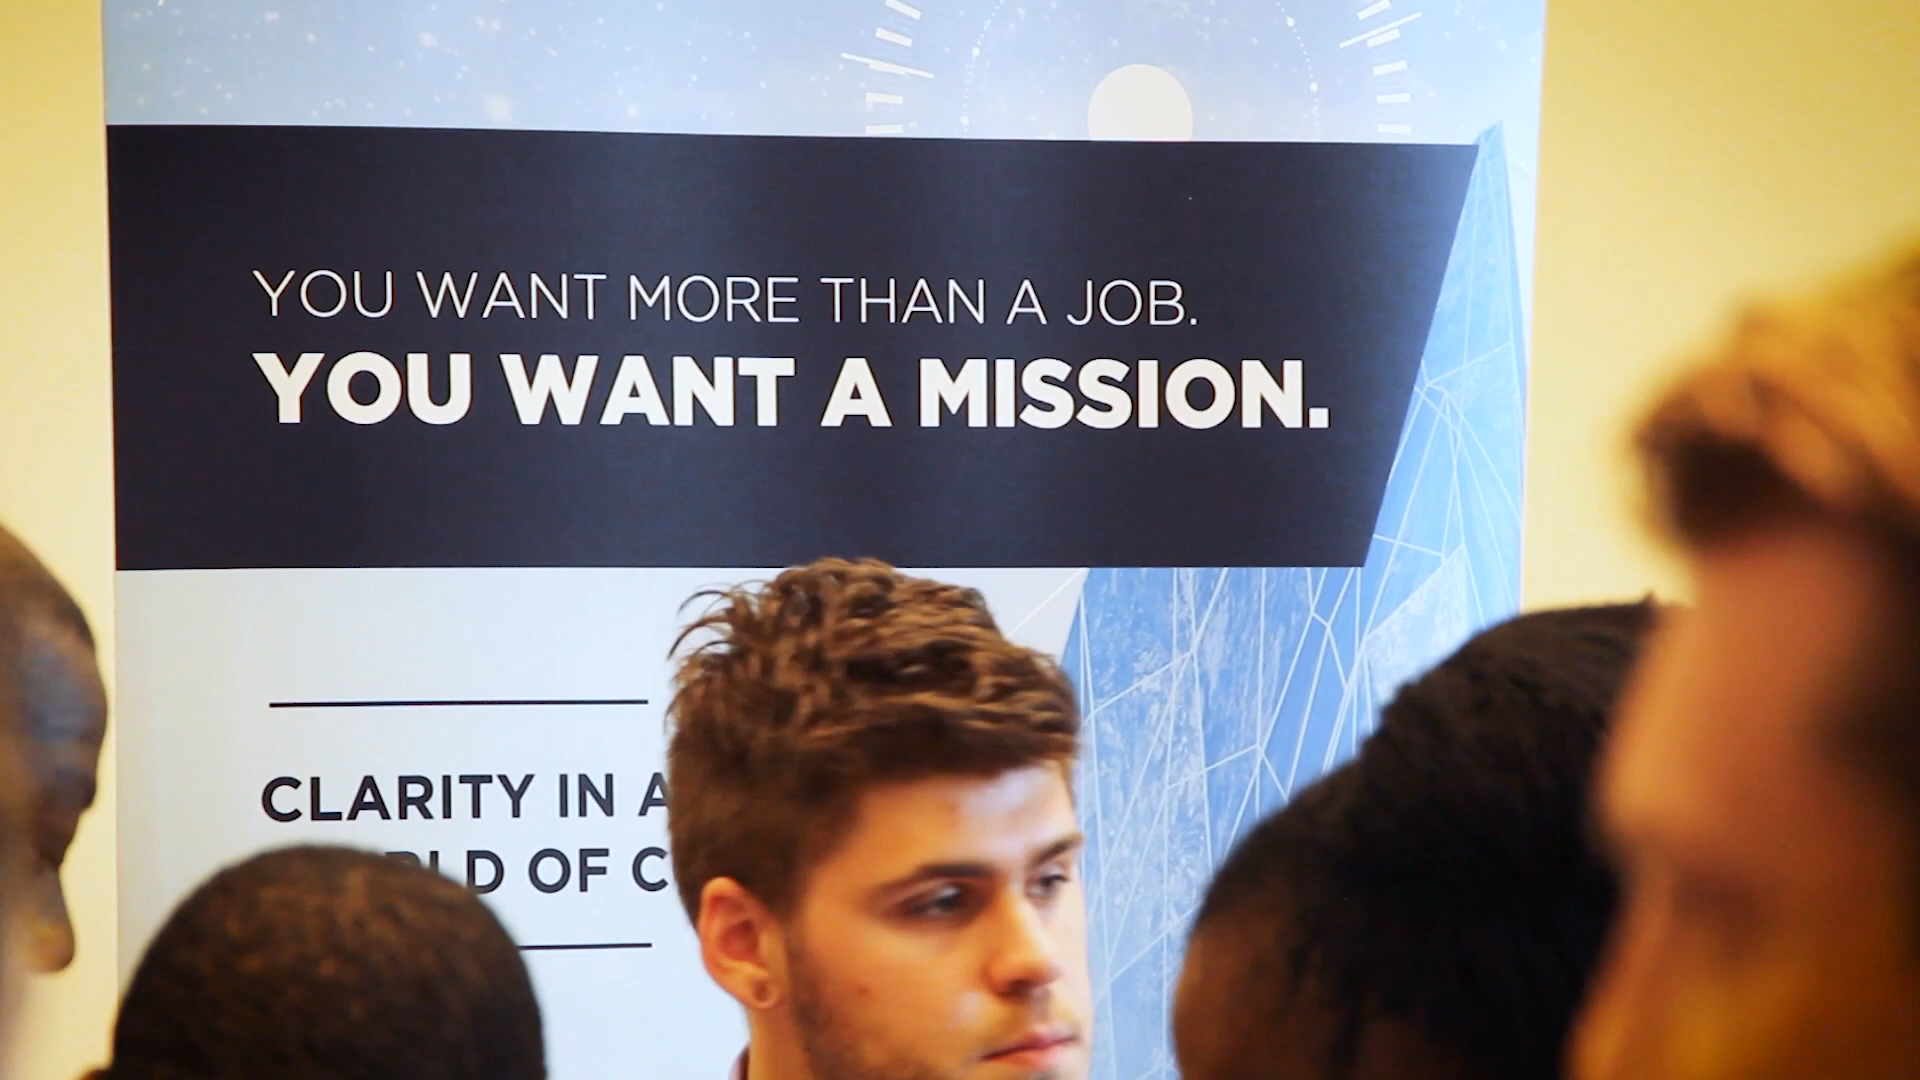 YOU WANT MORE THAN A JOB.
YOU WANT A MISSION.
CLARITY IN A
OF